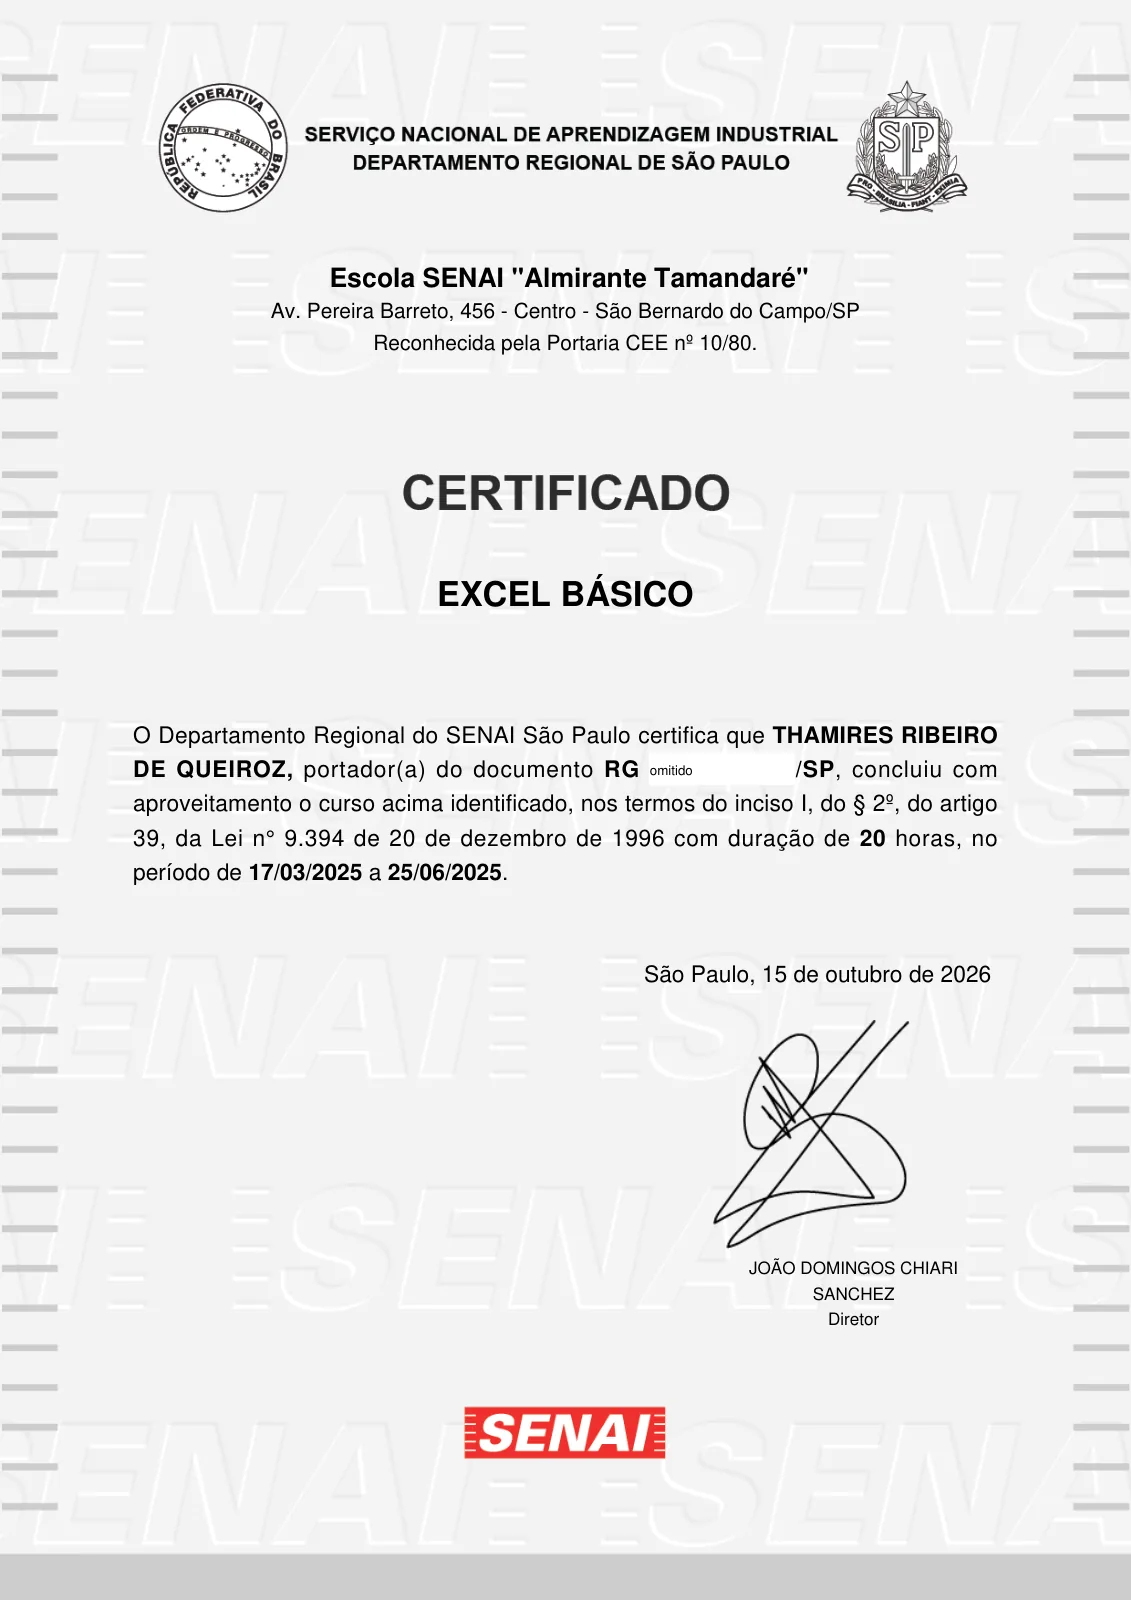 REPÚBLICA FEDERATIVA DO BRASIL
ORDEM E PROGRESSO
SERVIÇO NACIONAL DE APRENDIZAGEM INDUSTRIAL
DEPARTAMENTO REGIONAL DE SÃO PAULO
SP
PRO - BRASILIA - FIANT - EXIMIA
Escola SENAI "Almirante Tamandaré"
Av. Pereira Barreto, 456 - Centro - São Bernardo do Campo/SP
Reconhecida pela Portaria CEE nº 10/80.
CERTIFICADO
EXCEL BÁSICO
O Departamento Regional do SENAI São Paulo certifica que THAMIRES RIBEIRO
DE QUEIROZ, portador(a) do documento RG omitido /SP, concluiu com
aproveitamento o curso acima identificado, nos termos do inciso I, do § 2º, do artigo
39, da Lei n° 9.394 de 20 de dezembro de 1996 com duração de 20 horas, no
período de 17/03/2025 a 25/06/2025.
São Paulo, 15 de outubro de 2026
JOÃO DOMINGOS CHIARI
SANCHEZ
Diretor
SENAI